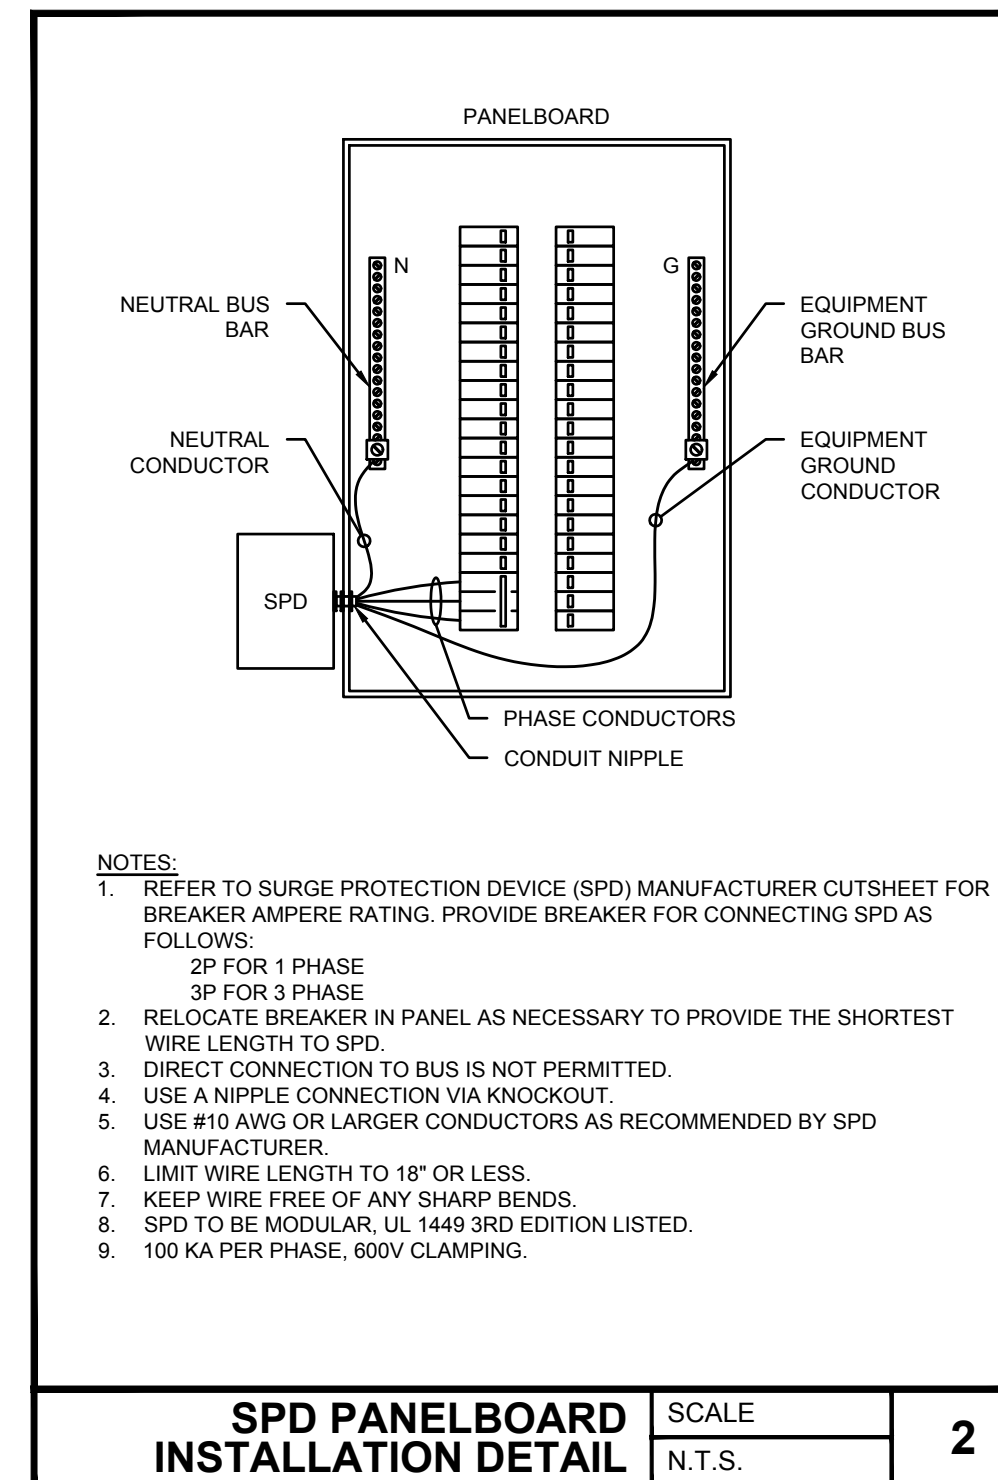 PANELBOARD
N
G
NEUTRAL BUS
BAR
EQUIPMENT
GROUND BUS
BAR
NEUTRAL
CONDUCTOR
EQUIPMENT
GROUND
CONDUCTOR
SPD
PHASE CONDUCTORS
CONDUIT NIPPLE
NOTES:
1. REFER TO SURGE PROTECTION DEVICE (SPD) MANUFACTURER CUTSHEET FOR
BREAKER AMPERE RATING. PROVIDE BREAKER FOR CONNECTING SPD AS
FOLLOWS:
2P FOR 1 PHASE
3P FOR 3 PHASE
2. RELOCATE BREAKER IN PANEL AS NECESSARY TO PROVIDE THE SHORTEST
WIRE LENGTH TO SPD.
3. DIRECT CONNECTION TO BUS IS NOT PERMITTED.
4. USE A NIPPLE CONNECTION VIA KNOCKOUT.
5. USE #10 AWG OR LARGER CONDUCTORS AS RECOMMENDED BY SPD
MANUFACTURER.
6. LIMIT WIRE LENGTH TO 18" OR LESS.
7. KEEP WIRE FREE OF ANY SHARP BENDS.
8. SPD TO BE MODULAR, UL 1449 3RD EDITION LISTED.
9. 100 KA PER PHASE, 600V CLAMPING.
SPD PANELBOARD
INSTALLATION DETAIL
SCALE
N.T.S.
2